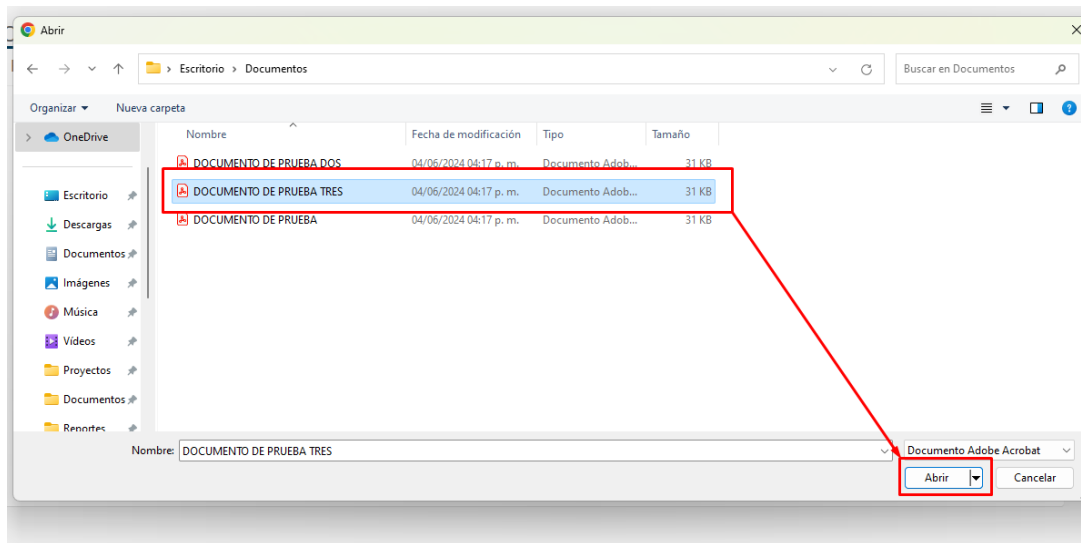 Abrir
Escritorio > Documentos
Buscar en Documentos
Organizar
Nueva carpeta
OneDrive
Nombre Fecha de modificación Tipo Tamaño
DOCUMENTO DE PRUEBA DOS 04/06/2024 04:17 p. m. Documento Adob... 31 KB
Escritorio
DOCUMENTO DE PRUEBA TRES 04/06/2024 04:17 p. m. Documento Adob... 31 KB
Descargas
DOCUMENTO DE PRUEBA 04/06/2024 04:17 p. m. Documento Adob... 31 KB
Documentos
Imágenes
Música
Vídeos
Proyectos
Documentos
Reportes
Nombre: DOCUMENTO DE PRUEBA TRES
Documento Adobe Acrobat
Abrir
Cancelar